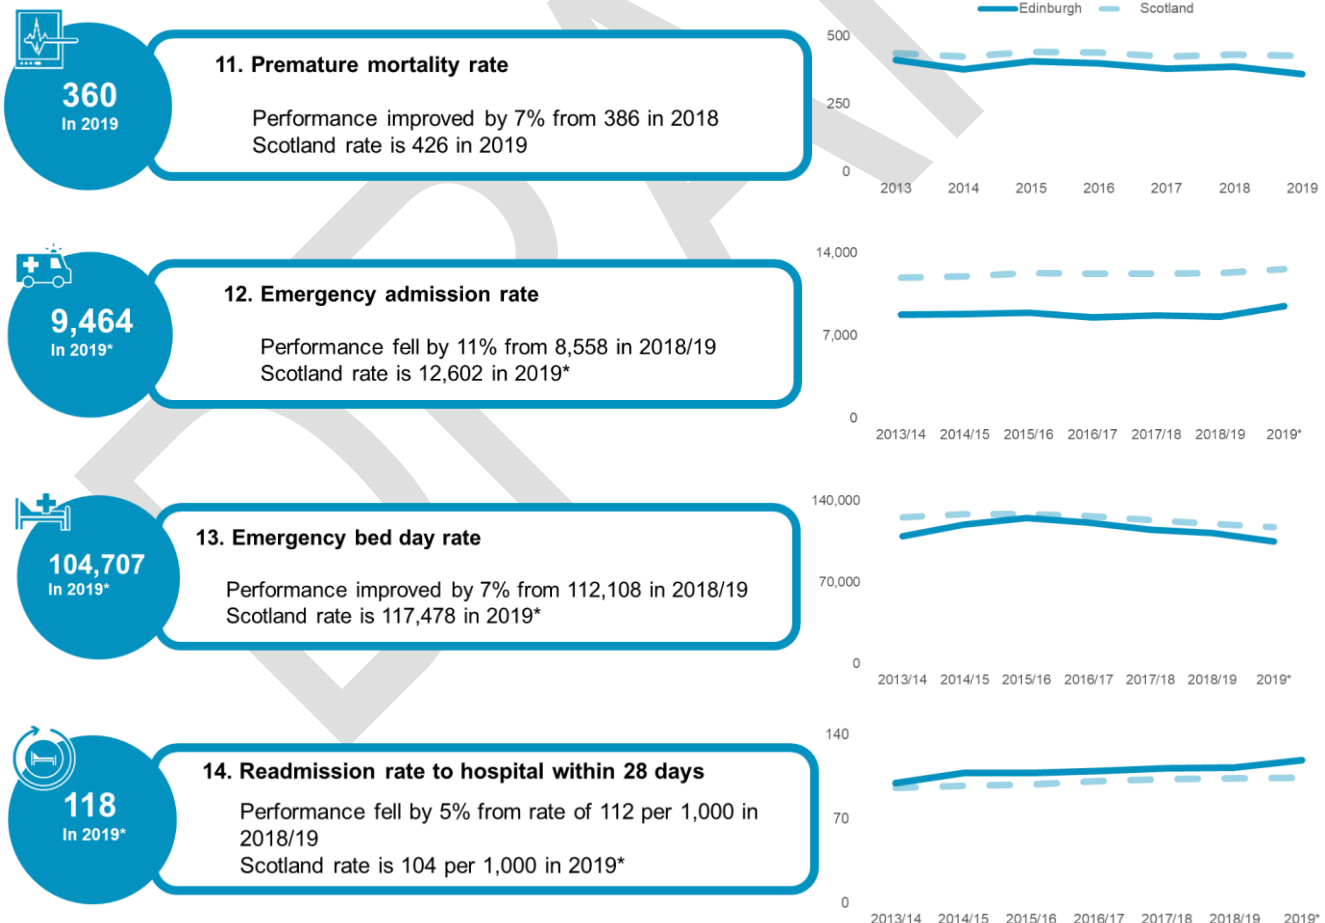 Edinburgh Scotland
360
In 2019
11. Premature mortality rate
Performance improved by 7% from 386 in 2018
Scotland rate is 426 in 2019
500
250
0
2013 2014 2015 2016 2017 2018 2019
9,464
In 2019*
12. Emergency admission rate
Performance fell by 11% from 8,558 in 2018/19
Scotland rate is 12,602 in 2019*
14,000
7,000
0
2013/14 2014/15 2015/16 2016/17 2017/18 2018/19 2019*
104,707
In 2019*
13. Emergency bed day rate
Performance improved by 7% from 112,108 in 2018/19
Scotland rate is 117,478 in 2019*
140,000
70,000
0
2013/14 2014/15 2015/16 2016/17 2017/18 2018/19 2019*
118
In 2019*
14. Readmission rate to hospital within 28 days
Performance fell by 5% from rate of 112 per 1,000 in
2018/19
Scotland rate is 104 per 1,000 in 2019*
140
70
0
2013/14 2014/15 2015/16 2016/17 2017/18 2018/19 2019*